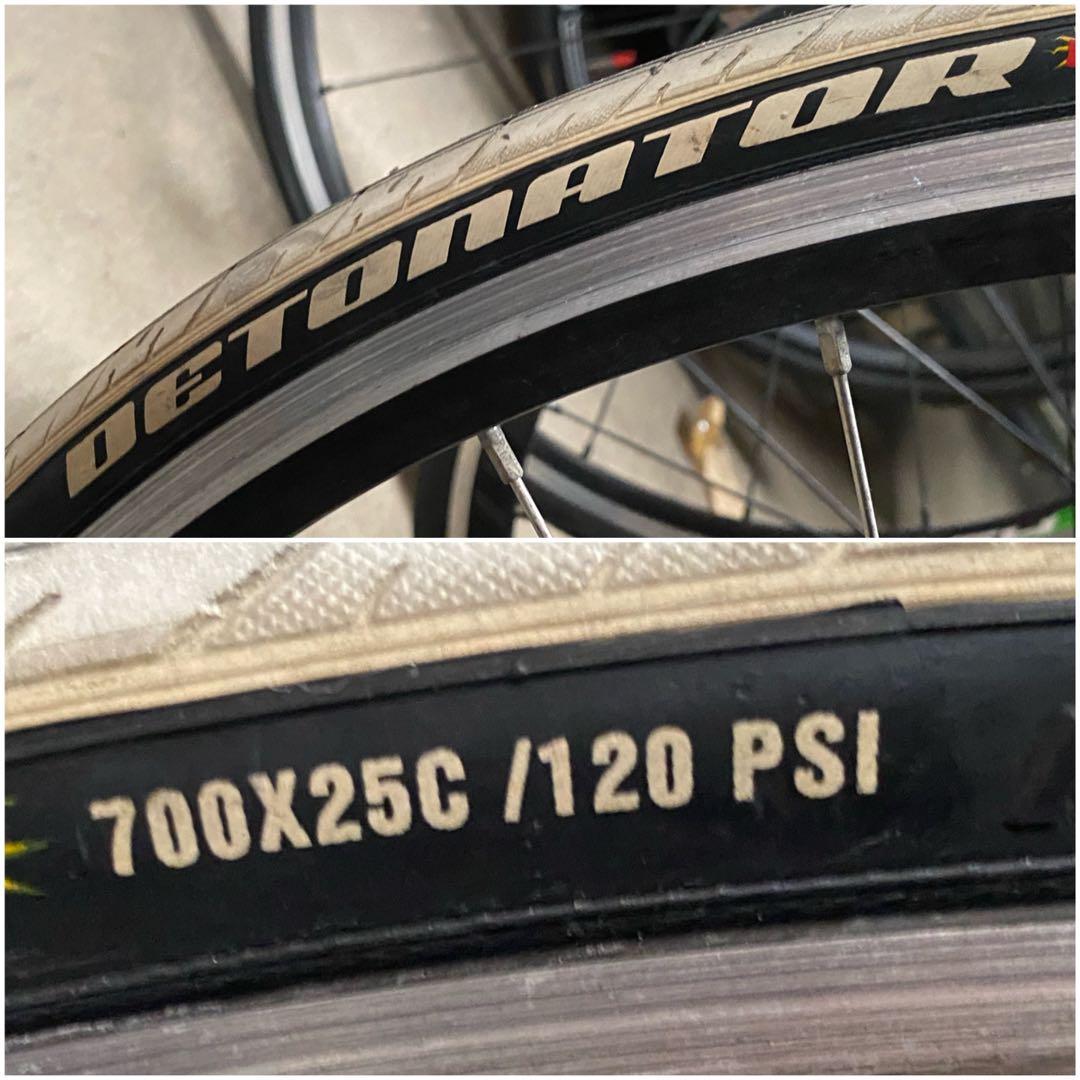 DETONATOR
700X25C /120 PSI